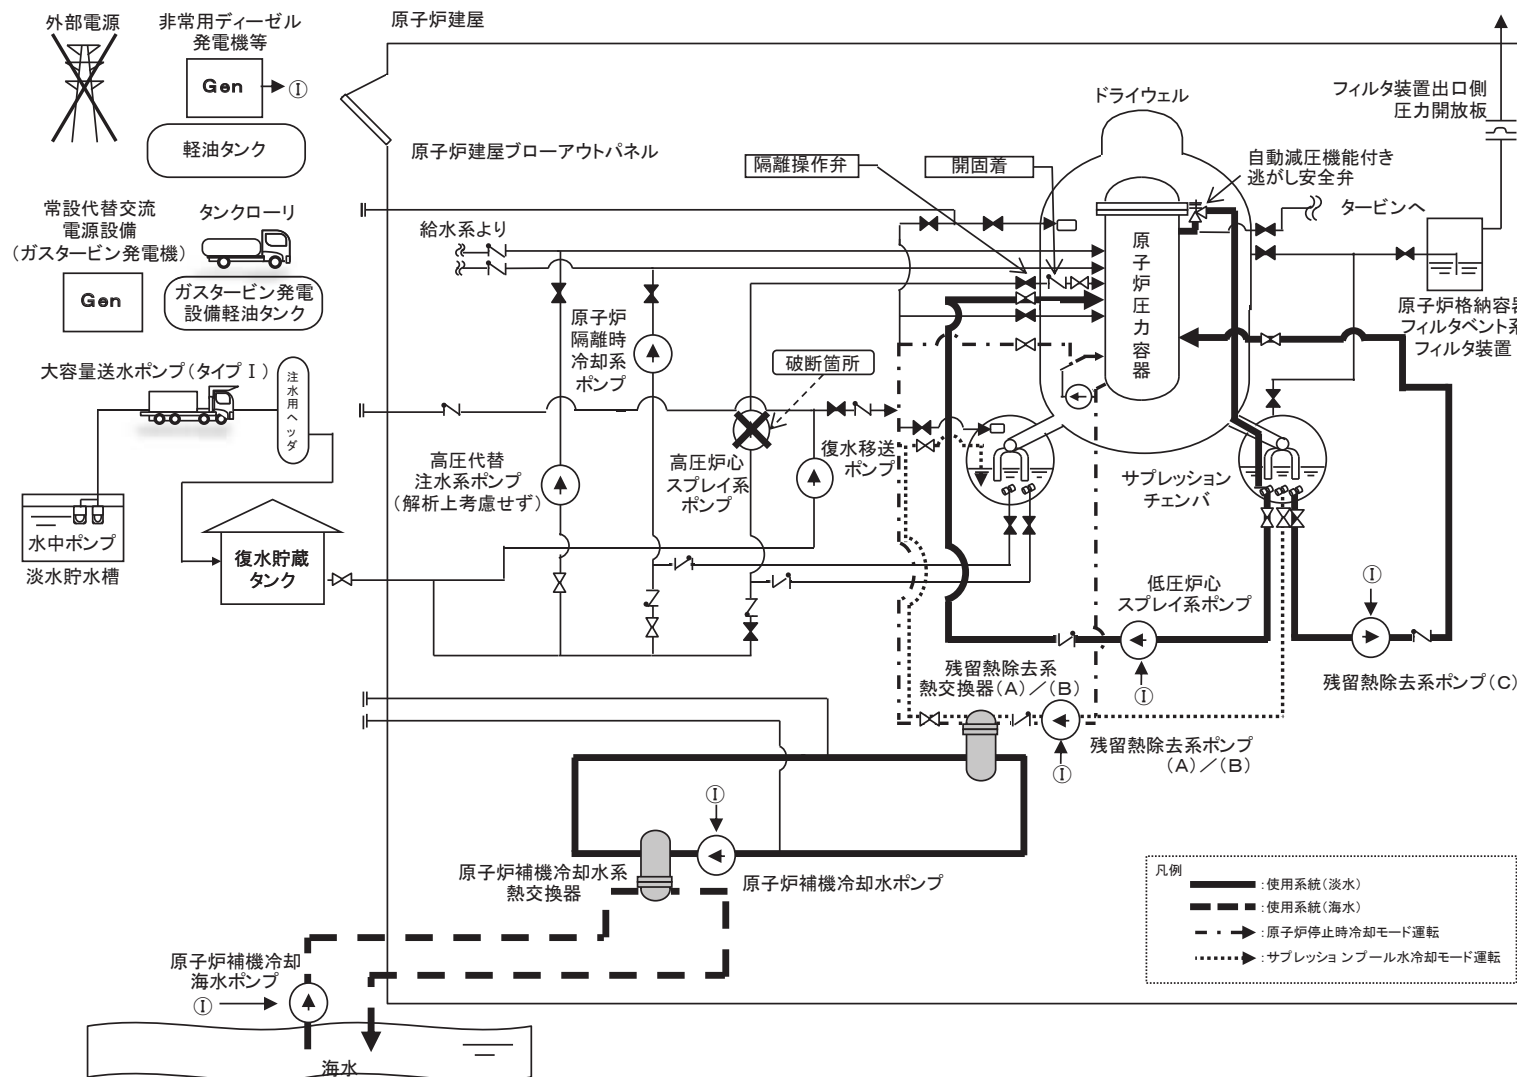 外部電源
非常用ディーゼル
発電機等
Gen
Ⓘ
軽油タンク
原子炉建屋
原子炉建屋ブローアウトパネル
常設代替交流
電源設備
(ガスタービン発電機)
Gen
タンクローリ
ガスタービン発電
設備軽油タンク
大容量送水ポンプ(タイプⅠ)
注水用ヘッダ
水中ポンプ
淡水貯水槽
復水貯蔵
タンク
給水系より
原子炉
隔離時
冷却系
ポンプ
高圧代替
注水系ポンプ
(解析上考慮せず)
高圧炉心
スプレイ系
ポンプ
破断箇所
復水移送
ポンプ
隔離操作弁
開固着
ドライウェル
原子炉圧力容器
自動減圧機能付き
逃がし安全弁
タービンへ
フィルタ装置出口側
圧力開放板
原子炉格納容器
フィルタベント系
フィルタ装置
サプレッション
チェンバ
低圧炉心
スプレイ系ポンプ
Ⓘ
Ⓘ
残留熱除去系ポンプ(C)
残留熱除去系
熱交換器(A)/(B)
残留熱除去系ポンプ
(A)/(B)
Ⓘ
Ⓘ
原子炉補機冷却水系
熱交換器
原子炉補機冷却水ポンプ
原子炉補機冷却
海水ポンプ
Ⓘ
海水
凡例
:使用系統(淡水)
:使用系統(海水)
:原子炉停止時冷却モード運転
:サプレッションプール水冷却モード運転